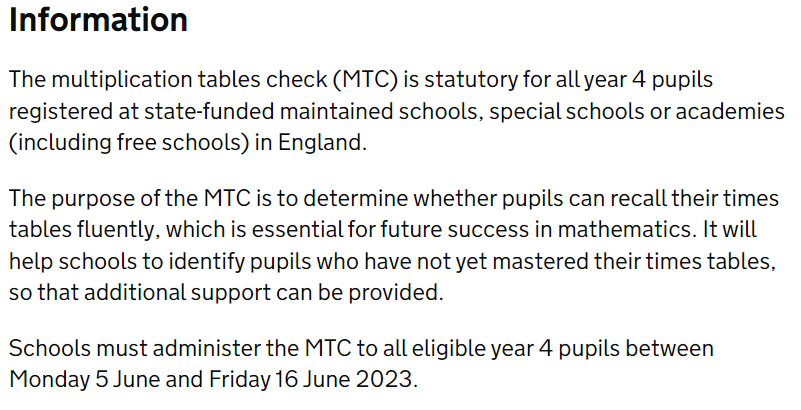 Information
The multiplication tables check (MTC) is statutory for all year 4 pupils
registered at state-funded maintained schools, special schools or academies
(including free schools) in England.
The purpose of the MTC is to determine whether pupils can recall their times
tables fluently, which is essential for future success in mathematics. It will
help schools to identify pupils who have not yet mastered their times tables,
so that additional support can be provided.
Schools must administer the MTC to all eligible year 4 pupils between
Monday 5 June and Friday 16 June 2023.